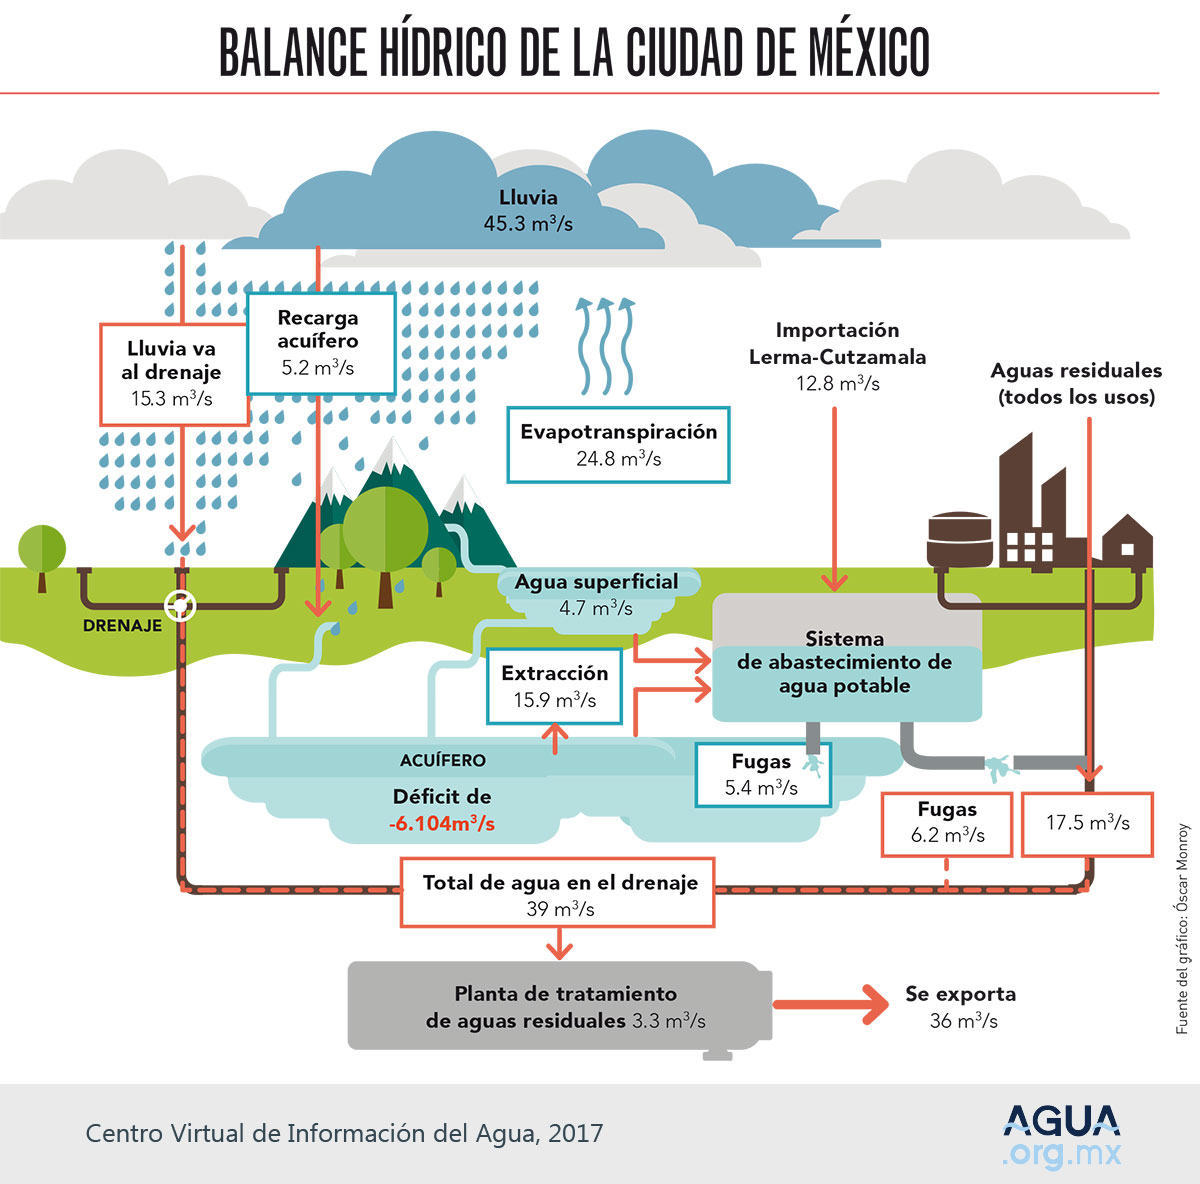 BALANCE HÍDRICO DE LA CIUDAD DE MÉXICO
Lluvia
45.3 m³/s
Lluvia va
al drenaje
15.3 m³/s
Recarga
acuífero
5.2 m³/s
Evapotranspiración
24.8 m³/s
Importación
Lerma-Cutzamala
12.8 m³/s
Aguas residuales
(todos los usos)
DRENAJE
Agua superficial
4.7 m³/s
Extracción
15.9 m³/s
Sistema
de abastecimiento de
agua potable
ACUÍFERO
Déficit de
-6.104m³/s
Fugas
5.4 m³/s
Fugas
6.2 m³/s
17.5 m³/s
Total de agua en el drenaje
39 m³/s
Planta de tratamiento
de aguas residuales 3.3 m³/s
Se exporta
36 m³/s
Fuente del gráfico: Óscar Monroy
Centro Virtual de Información del Agua, 2017
AGUA
.org.mx